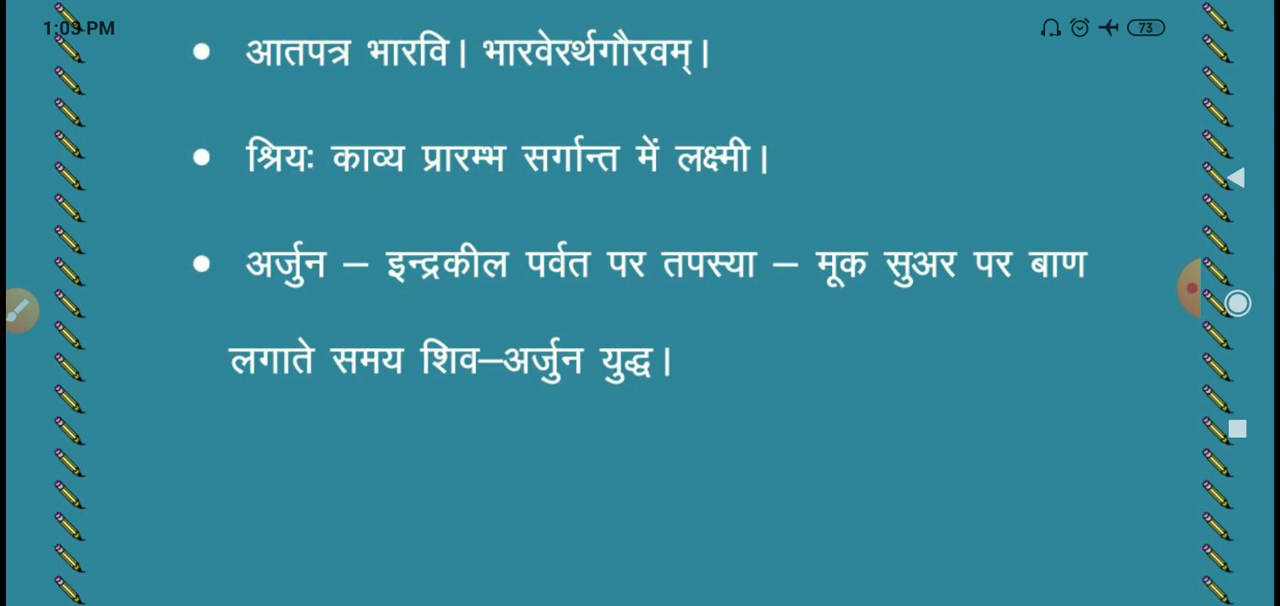 1:03 PM
73
आतपत्र भारवि। भारवेरर्थगौरवम्।
श्रियः काव्य प्रारम्भ सर्गान्त में लक्ष्मी।
अर्जुन – इन्द्रकील पर्वत पर तपस्या – मूक सुअर पर बाण
लगाते समय शिव–अर्जुन युद्ध।